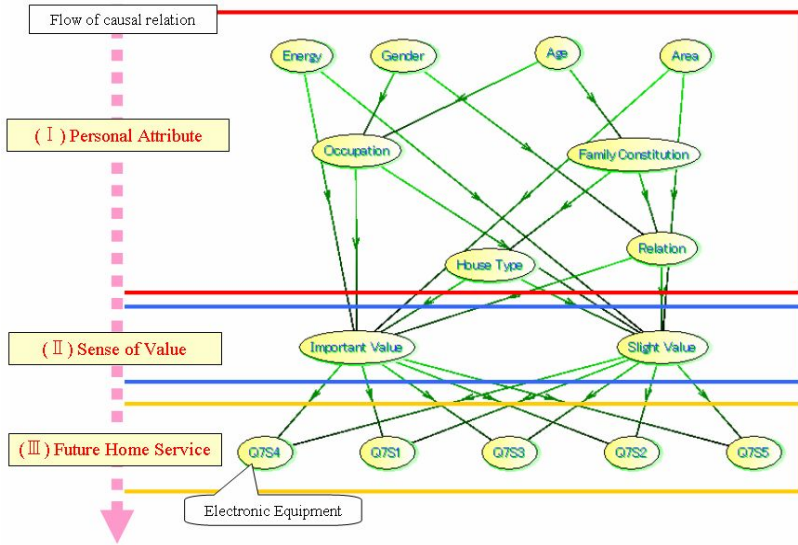 Flow of causal relation
Energy
Gender
Age
Area
(Ⅰ) Personal Attribute
Occupation
Family Constitution
House Type
Relation
(Ⅱ) Sense of Value
Important Value
Slight Value
(Ⅲ) Future Home Service
Q7S4
Q7S1
Q7S3
Q7S2
Q7S5
Electronic Equipment